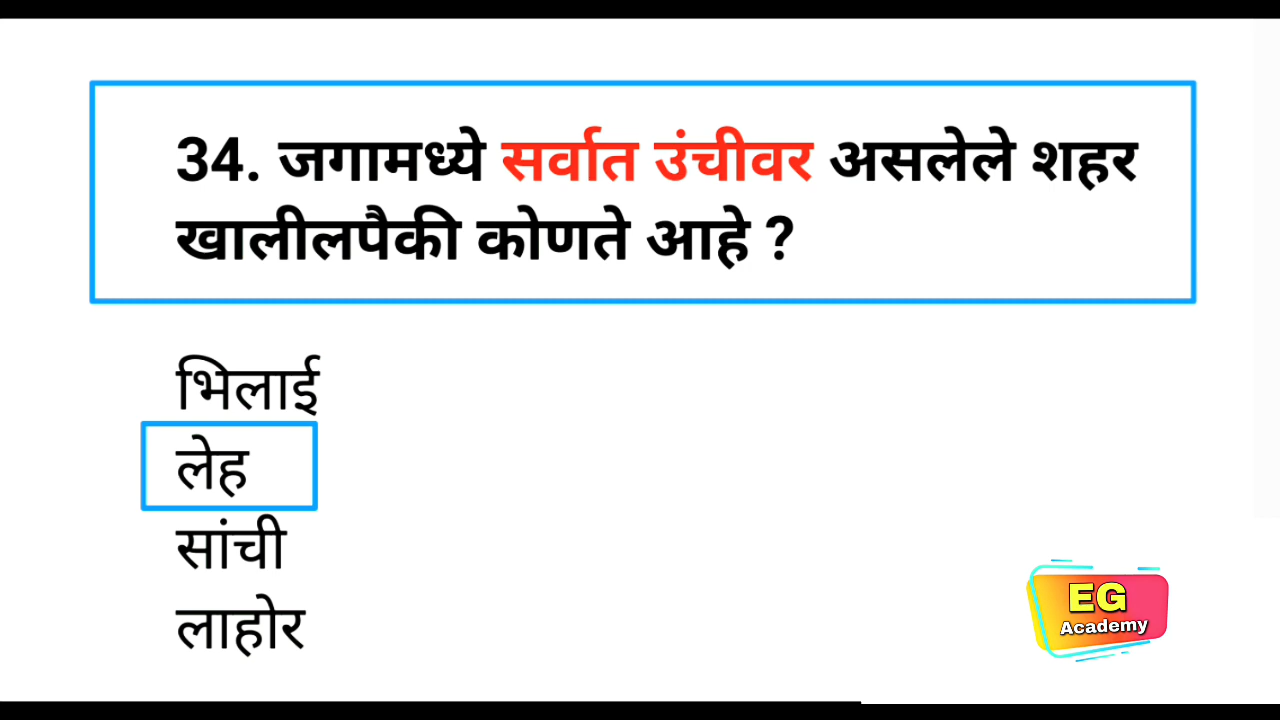 34. जगामध्ये सर्वात उंचीवर असलेले शहर
खालीलपैकी कोणते आहे ?
भिलाई
लेह
सांची
लाहोर
EG
Academy